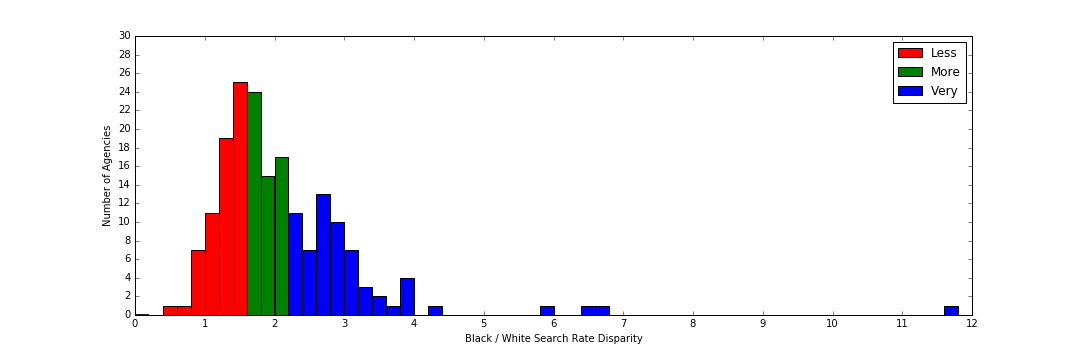 30
28
26
24
22
20
18
16
14
12
10
8
6
4
2
0
Number of Agencies
Less
More
Very
0 1 2 3 4 5 6 7 8 9 10 11 12
Black / White Search Rate Disparity